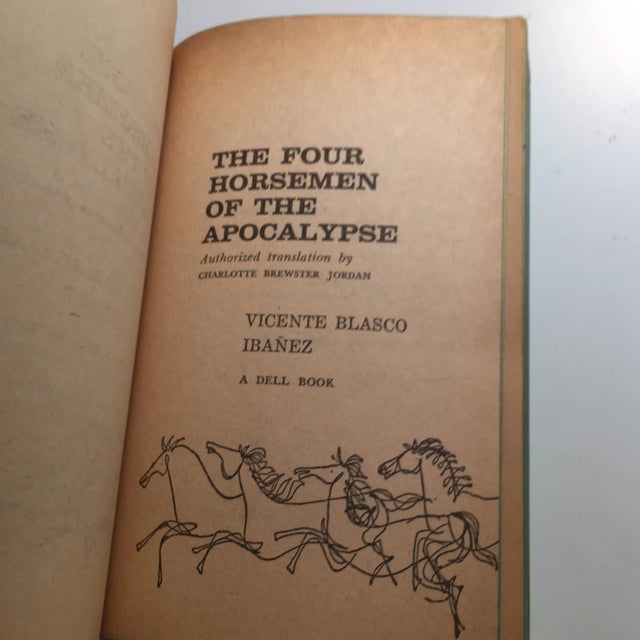 THE FOUR
HORSEMEN
OF THE
APOCALYPSE
Authorized translation by
CHARLOTTE BREWSTER JORDAN
VICENTE BLASCO
IBAÑEZ
A DELL BOOK